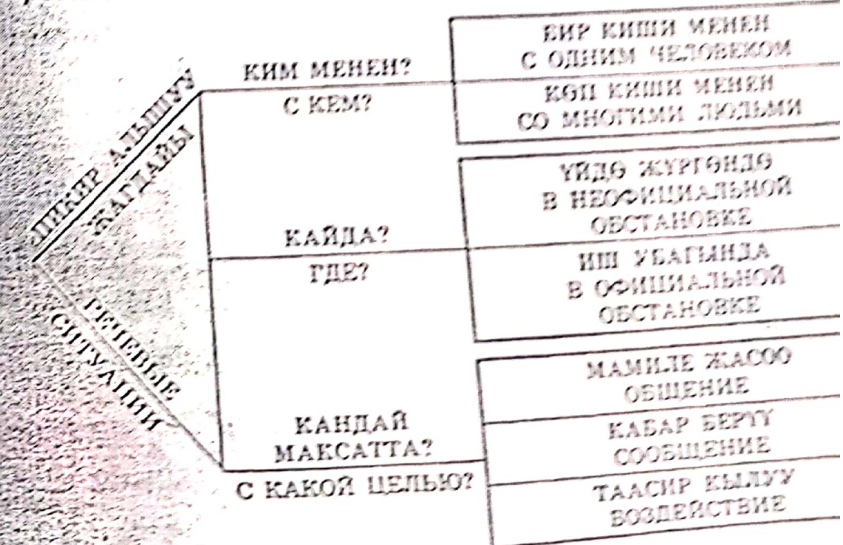 ПИКИР АЛЫШУУ
ЖАГДАЙЫ
РЕЧЕВЫЕ
СИТУАЦИИ
КИМ МЕНЕН?
С КЕМ?
БИР КИШИ МЕНЕН
С ОДНИМ ЧЕЛОВЕКОМ
КӨП КИШИ МЕНЕН
СО МНОГИМИ ЛЮДЬМИ
КАЙДА?
ГДЕ?
ҮЙДӨ ЖҮРГӨНДӨ
В НЕОФИЦИАЛЬНОЙ
ОБСТАНОВКЕ
ИШ УБАГЫНДА
В ОФИЦИАЛЬНОЙ
ОБСТАНОВКЕ
КАНДАЙ
МАКСАТТА?
С КАКОЙ ЦЕЛЬЮ?
МАМИЛЕ ЖАСОО
ОБЩЕНИЕ
КАБАР БЕРҮҮ
СООБЩЕНИЕ
ТААСИР КЫЛУУ
ВОЗДЕЙСТВИЕ